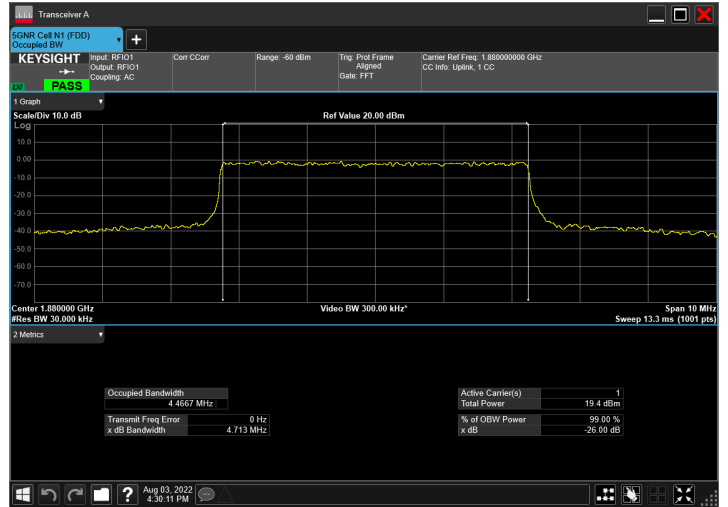 Transceiver A
5GNR Cell N1 (FDD)
Occupied BW
KEYSIGHT
Input: RFIO1
Output: RFIO1
Coupling: AC
Corr CCorr
Range: -60 dBm
Trig: Prot Frame
Aligned
Gate: FFT
Carrier Ref Freq: 1.880000000 GHz
CC Info: Uplink, 1 CC
LXI
PASS
1 Graph
Scale/Div 10.0 dB
Ref Value 20.00 dBm
Log
10.0
0.00
-10.0
-20.0
-30.0
-40.0
-50.0
-60.0
-70.0
Center 1.880000 GHz
Video BW 300.00 kHz*
Span 10 MHz
#Res BW 30.000 kHz
Sweep 13.3 ms (1001 pts)
2 Metrics
Occupied Bandwidth
4.4667 MHz
Active Carrier(s) 1
Total Power 19.4 dBm
Transmit Freq Error 0 Hz
x dB Bandwidth 4.713 MHz
% of OBW Power 99.00 %
x dB -26.00 dB
?
Aug 03, 2022
4:30:11 PM